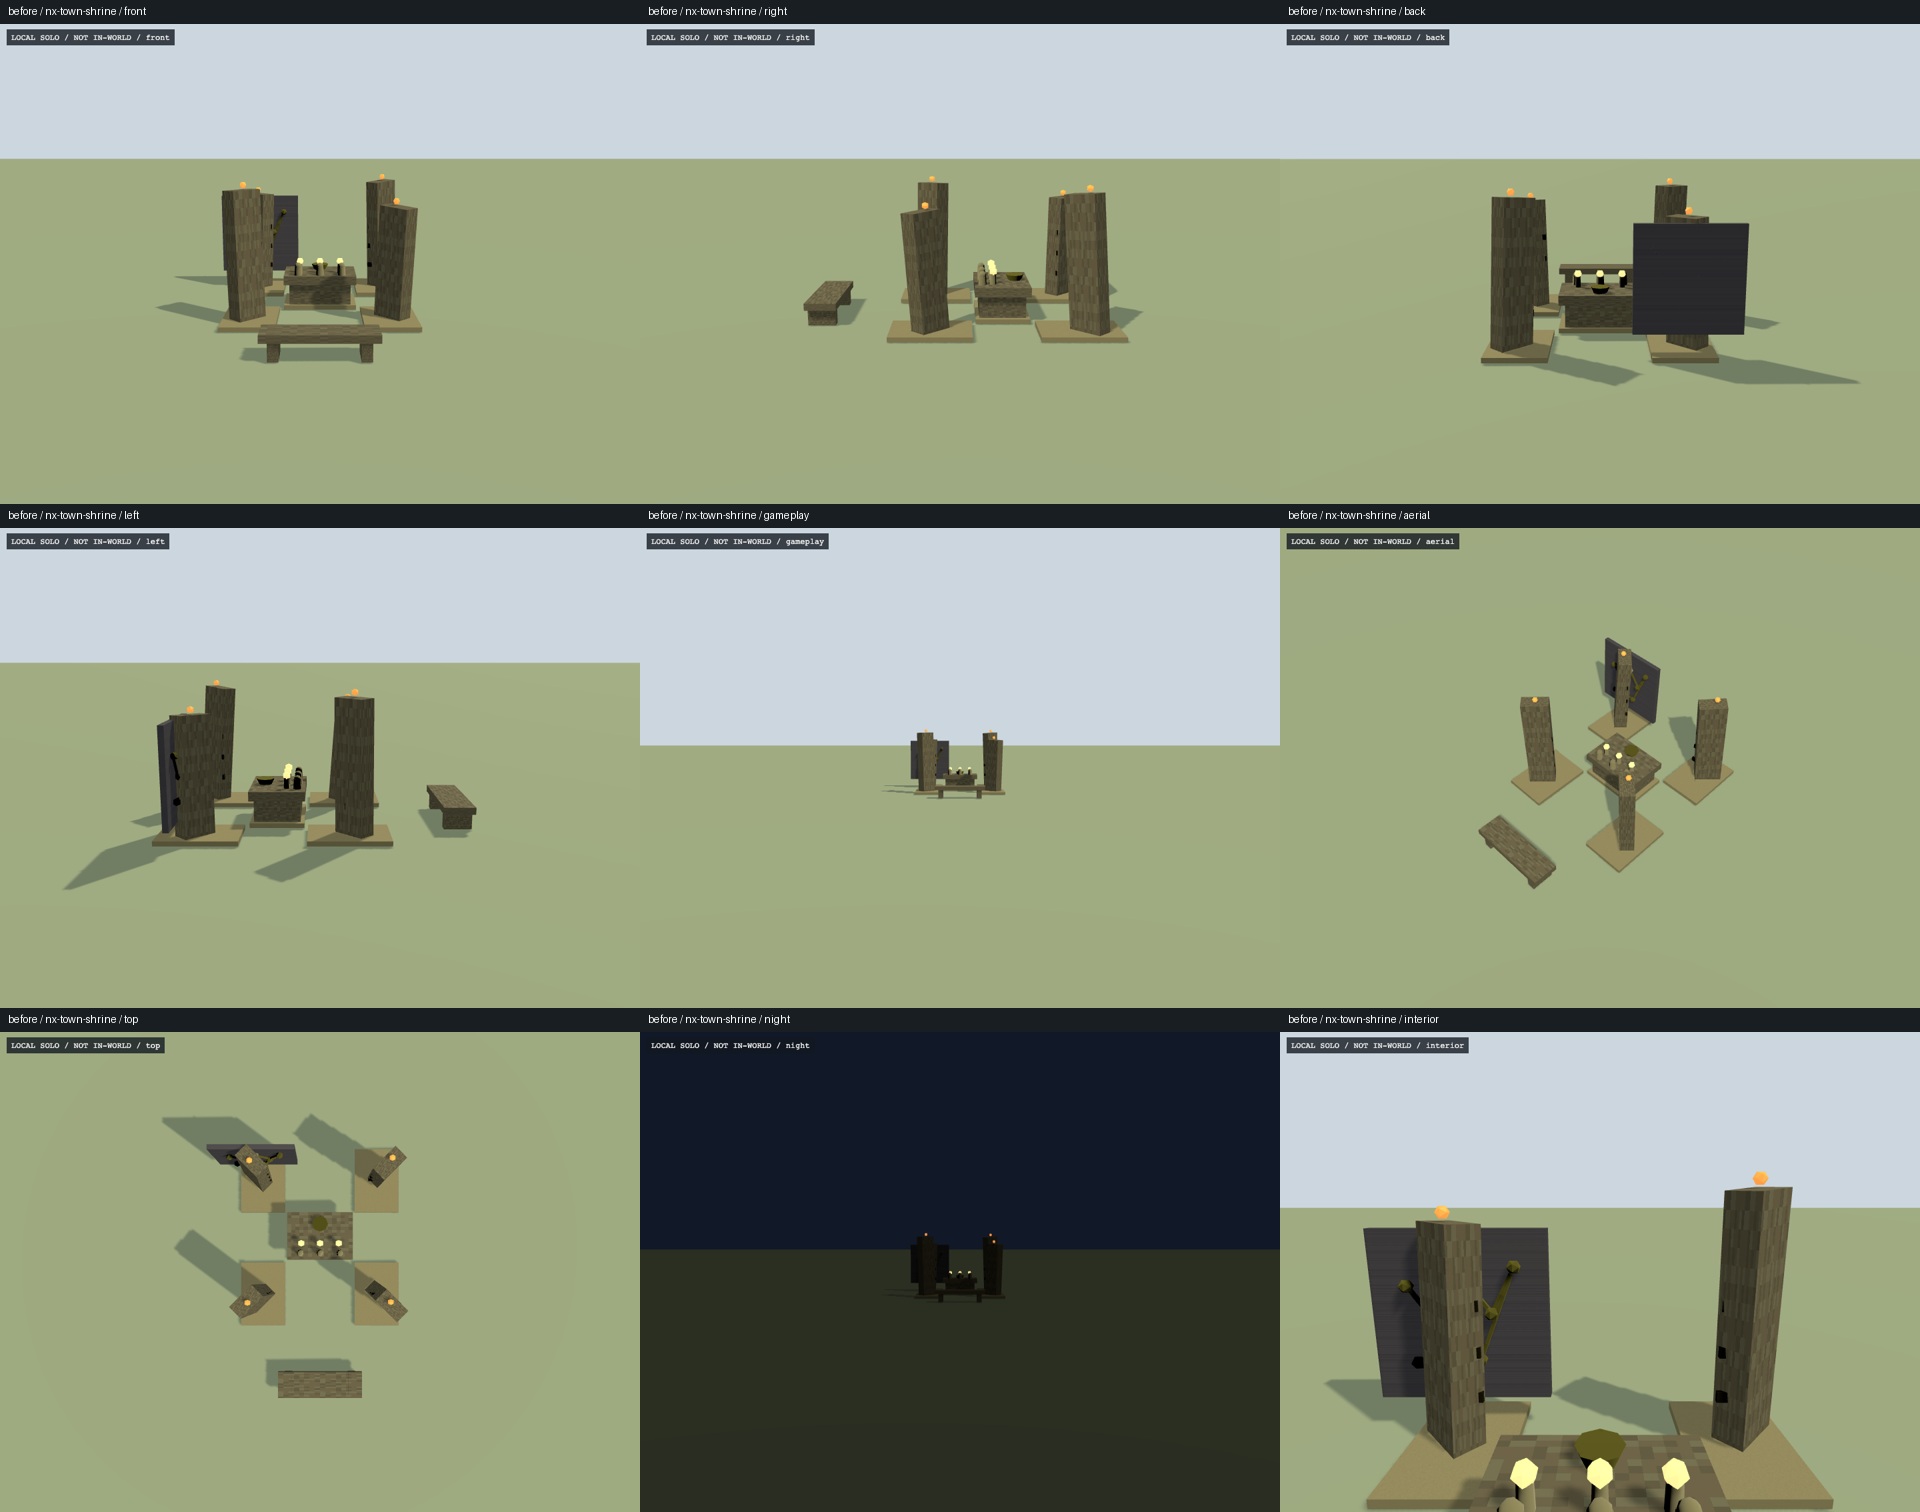 before / nx-town-shrine / front
before / nx-town-shrine / right
before / nx-town-shrine / back
LOCAL SOLO / NOT IN-WORLD / front
LOCAL SOLO / NOT IN-WORLD / right
LOCAL SOLO / NOT IN-WORLD / back
before / nx-town-shrine / left
before / nx-town-shrine / gameplay
before / nx-town-shrine / aerial
LOCAL SOLO / NOT IN-WORLD / left
LOCAL SOLO / NOT IN-WORLD / gameplay
LOCAL SOLO / NOT IN-WORLD / aerial
before / nx-town-shrine / top
before / nx-town-shrine / night
before / nx-town-shrine / interior
LOCAL SOLO / NOT IN-WORLD / top
LOCAL SOLO / NOT IN-WORLD / night
LOCAL SOLO / NOT IN-WORLD / interior